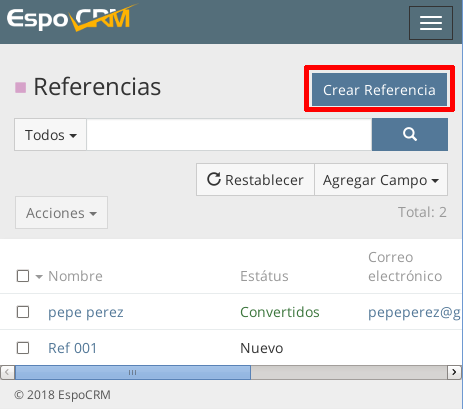 EspoCRM
Referencias
Crear Referencia
Todos
Restablecer
Agregar Campo
Acciones
Total: 2
Nombre
Estátus
Correo
electrónico
pepe perez
Convertidos
pepeperez@g
Ref 001
Nuevo
© 2018 EspoCRM